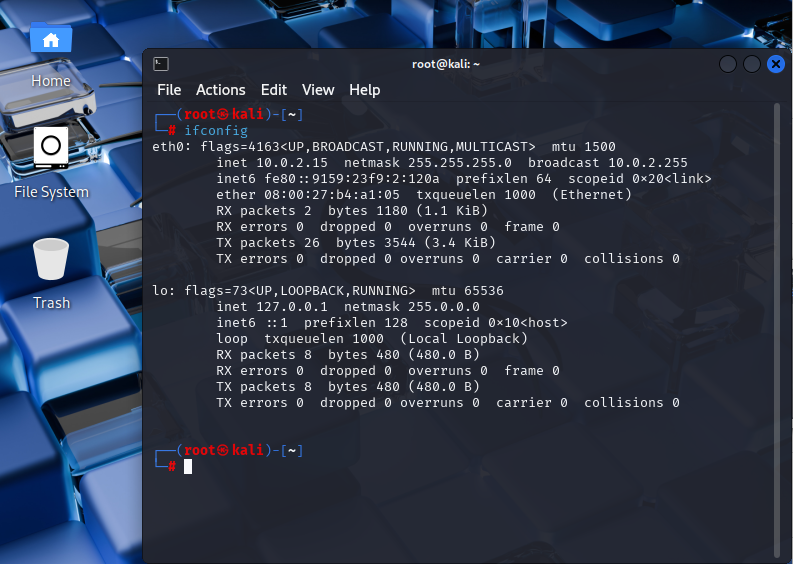 Home
File System
Trash
root@kali: ~
File Actions Edit View Help
┌──(root㉿kali)-[~]
└─# ifconfig
eth0: flags=4163<UP,BROADCAST,RUNNING,MULTICAST>  mtu 1500
        inet 10.0.2.15  netmask 255.255.255.0  broadcast 10.0.2.255
        inet6 fe80::9159:23f9:2:120a  prefixlen 64  scopeid 0×20<link>
        ether 08:00:27:b4:a1:05  txqueuelen 1000  (Ethernet)
        RX packets 2  bytes 1180 (1.1 KiB)
        RX errors 0  dropped 0  overruns 0  frame 0
        TX packets 26  bytes 3544 (3.4 KiB)
        TX errors 0  dropped 0 overruns 0  carrier 0  collisions 0
lo: flags=73<UP,LOOPBACK,RUNNING>  mtu 65536
        inet 127.0.0.1  netmask 255.0.0.0
        inet6 ::1  prefixlen 128  scopeid 0×10<host>
        loop  txqueuelen 1000  (Local Loopback)
        RX packets 8  bytes 480 (480.0 B)
        RX errors 0  dropped 0  overruns 0  frame 0
        TX packets 8  bytes 480 (480.0 B)
        TX errors 0  dropped 0 overruns 0  carrier 0  collisions 0
┌──(root㉿kali)-[~]
└─#